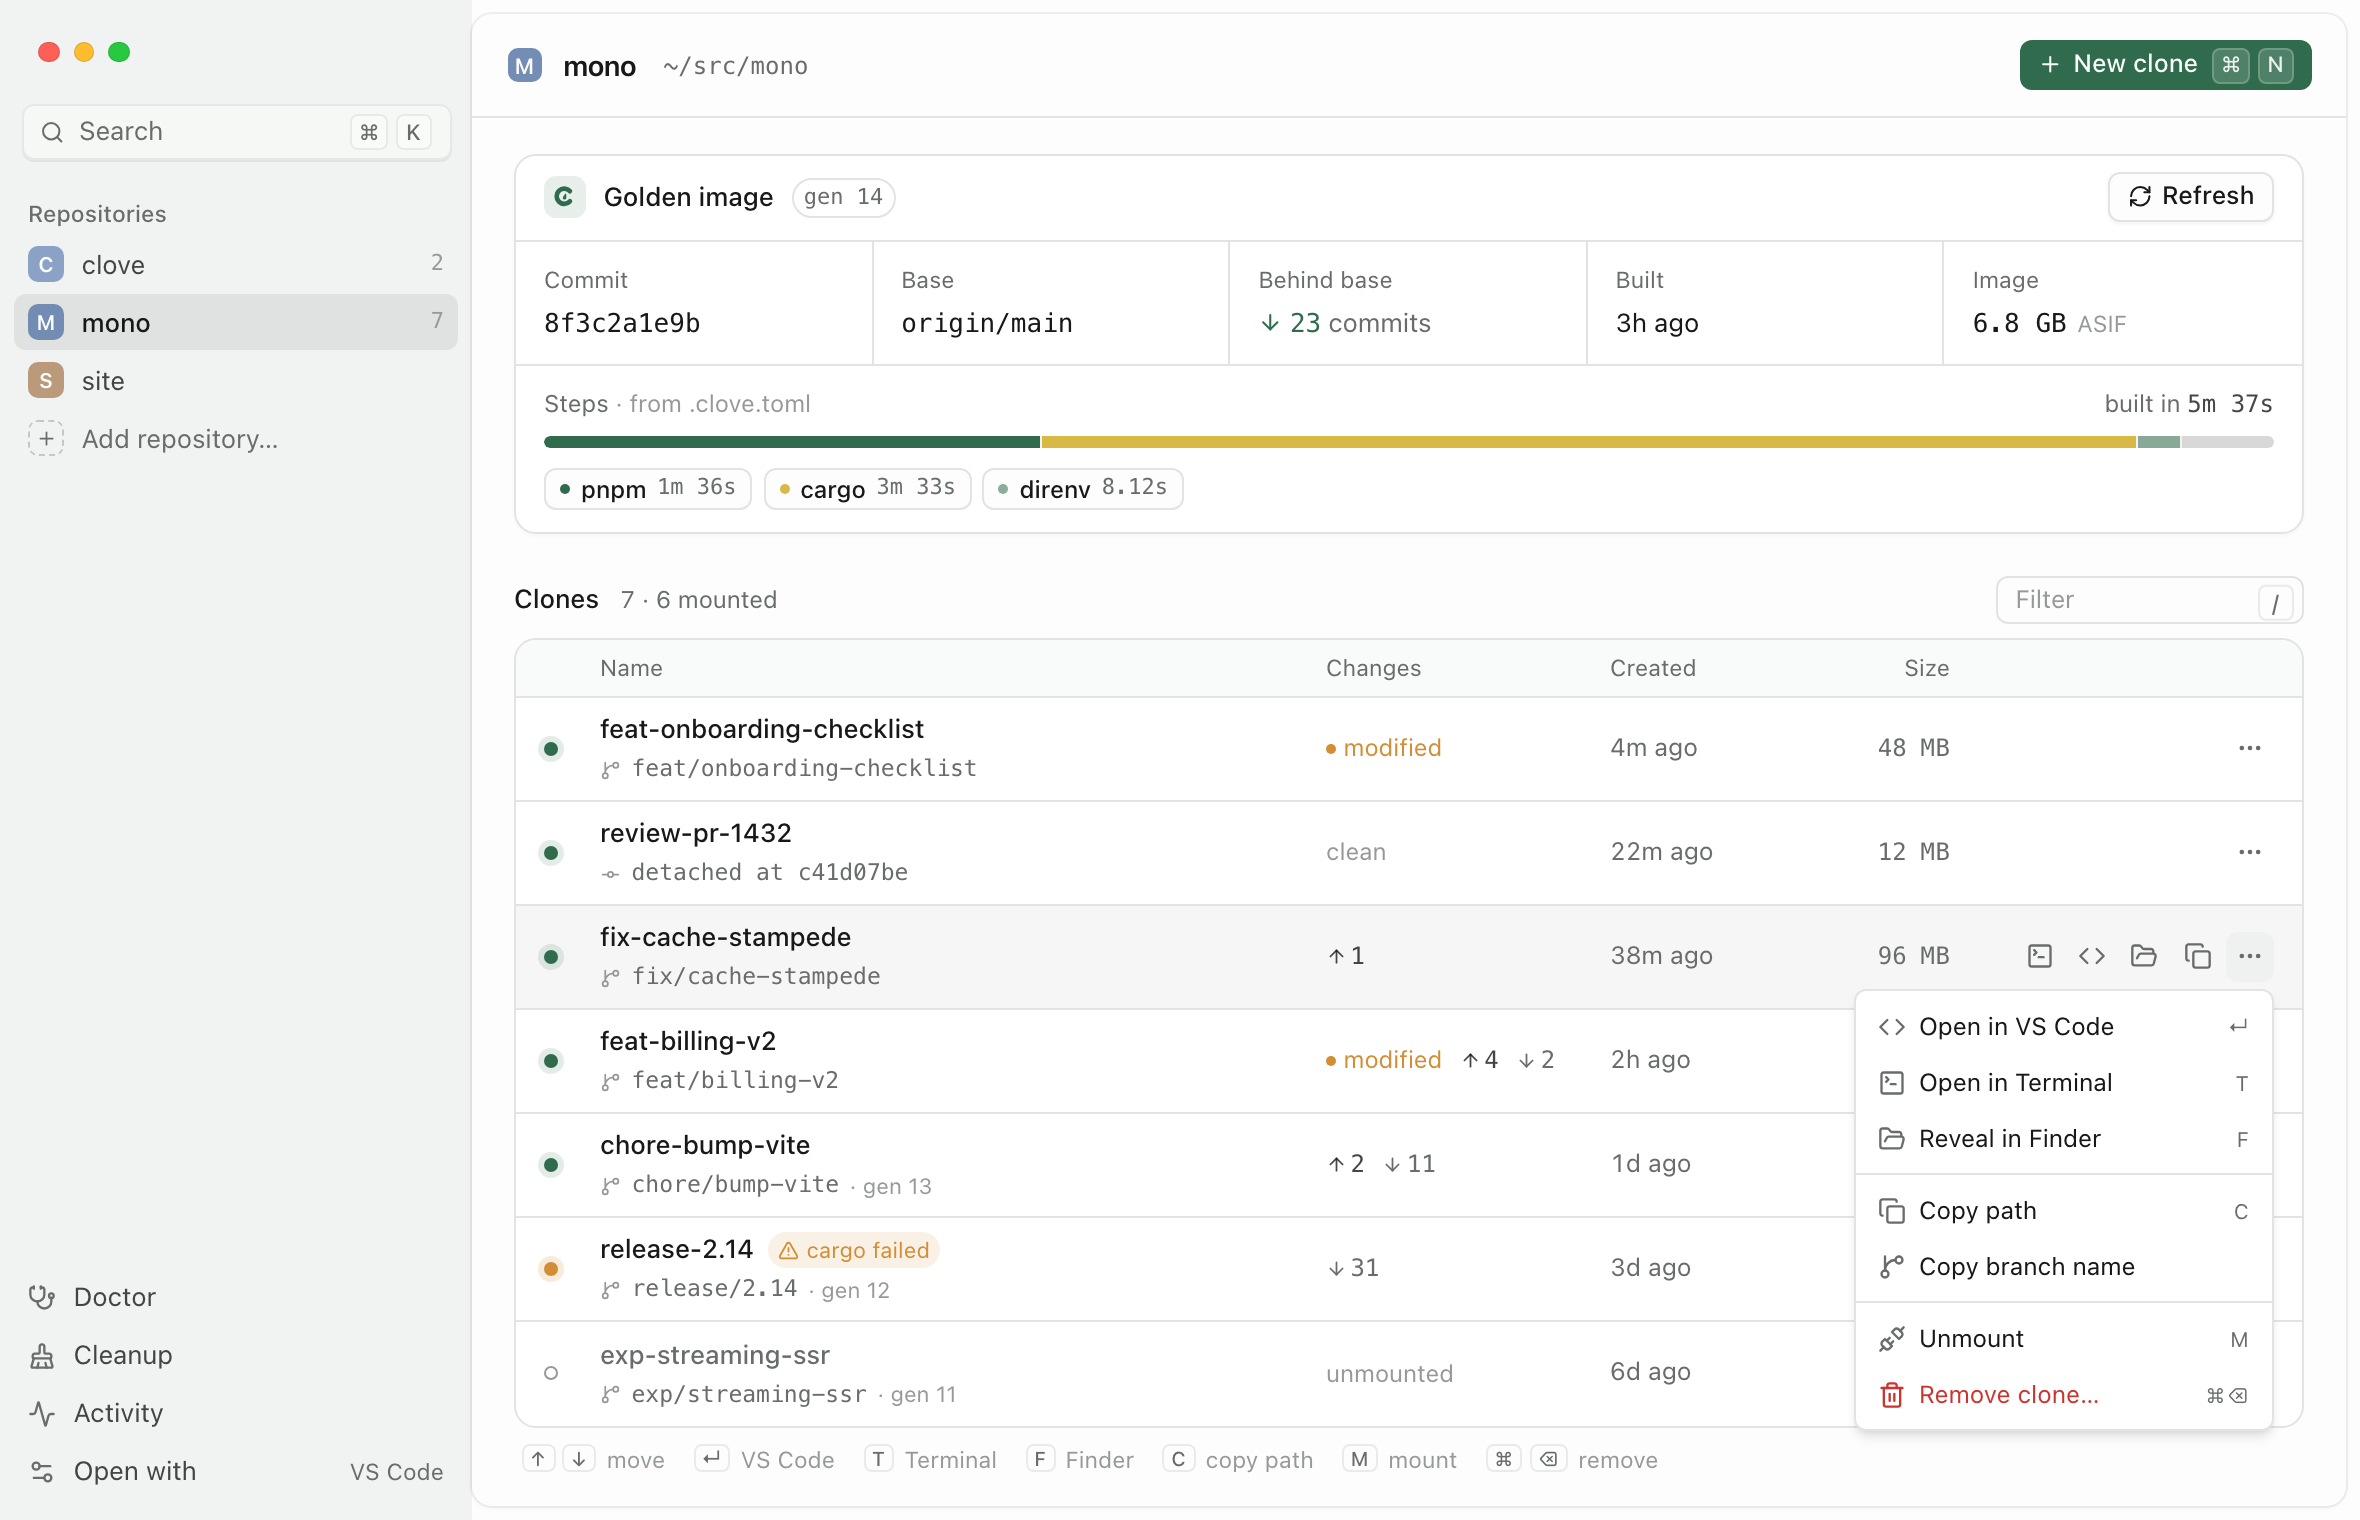 Search ⌘ K
Repositories
C clove 2
M mono 7
S site
+ Add repository...
Doctor
Cleanup
Activity
Open with VS Code
M mono ~/src/mono
+ New clone ⌘ N
Golden image gen 14
Refresh
Commit
8f3c2a1e9b
Base
origin/main
Behind base
↓ 23 commits
Built
3h ago
Image
6.8 GB ASIF
Steps · from .clove.toml
built in 5m 37s
pnpm 1m 36s
cargo 3m 33s
direnv 8.12s
Clones 7 · 6 mounted
Filter /
Name Changes Created Size
feat-onboarding-checklist
feat/onboarding-checklist
modified 4m ago 48 MB
review-pr-1432
detached at c41d07be
clean 22m ago 12 MB
fix-cache-stampede
fix/cache-stampede
↑ 1 38m ago 96 MB
feat-billing-v2
feat/billing-v2
modified ↑ 4 ↓ 2 2h ago
chore-bump-vite
chore/bump-vite · gen 13
↑ 2 ↓ 11 1d ago
release-2.14 cargo failed
release/2.14 · gen 12
↓ 31 3d ago
exp-streaming-ssr
exp/streaming-ssr · gen 11
unmounted 6d ago
Open in VS Code ↵
Open in Terminal T
Reveal in Finder F
Copy path C
Copy branch name
Unmount M
Remove clone... ⌘ ⌫
↑ ↓ move ↵ VS Code T Terminal F Finder C copy path M mount ⌘ ⌫ remove